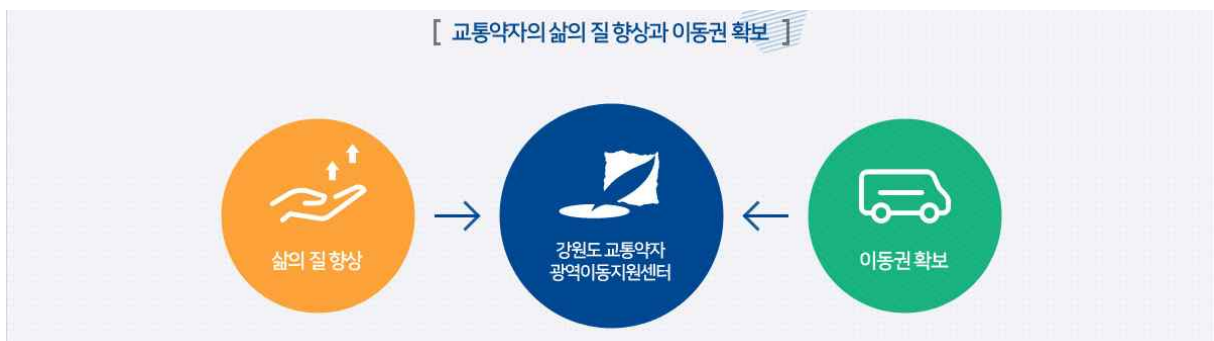 [ 교통약자의 삶의 질 향상과 이동권 확보 ]
삶의 질 향상
강원도 교통약자
광역이동지원센터
이동권 확보